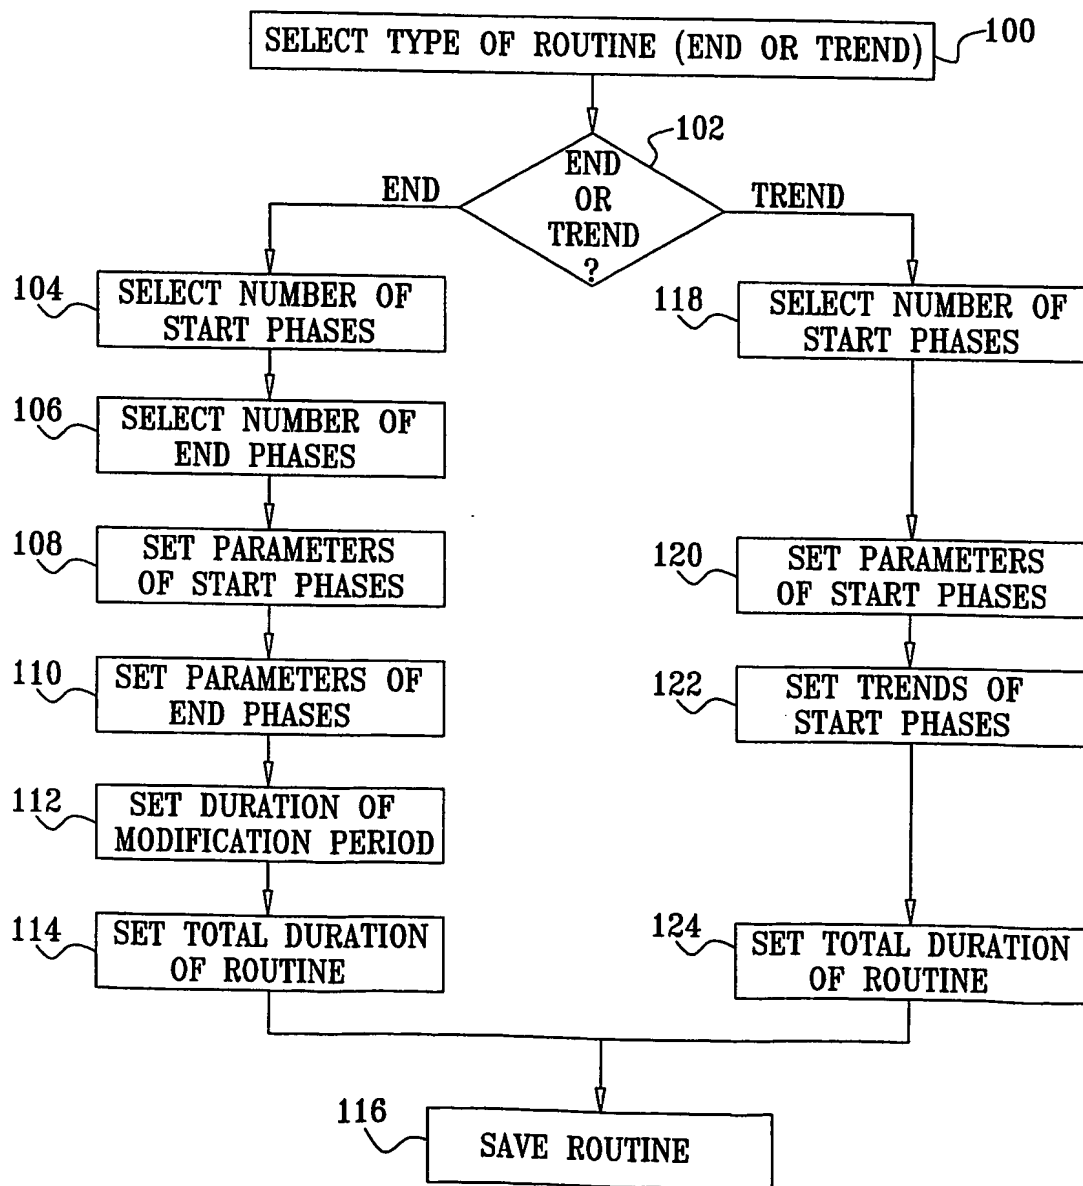 SELECT TYPE OF ROUTINE (END OR TREND)
100
102
END
OR
TREND
?
END
TREND
104
SELECT NUMBER OF
START PHASES
118
SELECT NUMBER OF
START PHASES
106
SELECT NUMBER OF
END PHASES
108
SET PARAMETERS
OF START PHASES
120
SET PARAMETERS
OF START PHASES
110
SET PARAMETERS OF
END PHASES
122
SET TRENDS OF
START PHASES
112
SET DURATION OF
MODIFICATION PERIOD
114
SET TOTAL DURATION
OF ROUTINE
124
SET TOTAL DURATION
OF ROUTINE
116
SAVE ROUTINE